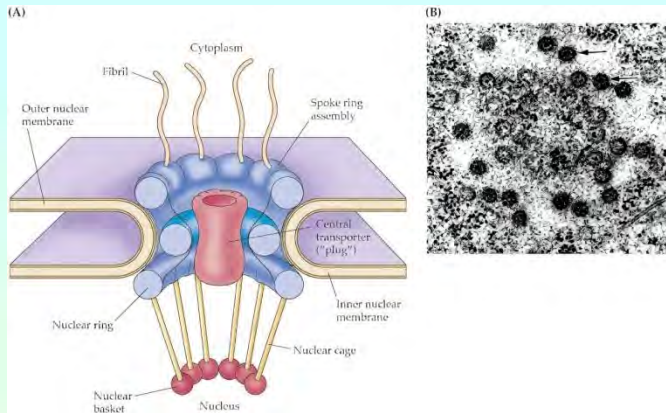 (A)
Cytoplasm
Fibril
Outer nuclear
membrane
Spoke ring
assembly
Central
transporter
("plug")
Inner nuclear
membrane
Nuclear ring
Nuclear cage
Nuclear
basket
Nucleus
(B)